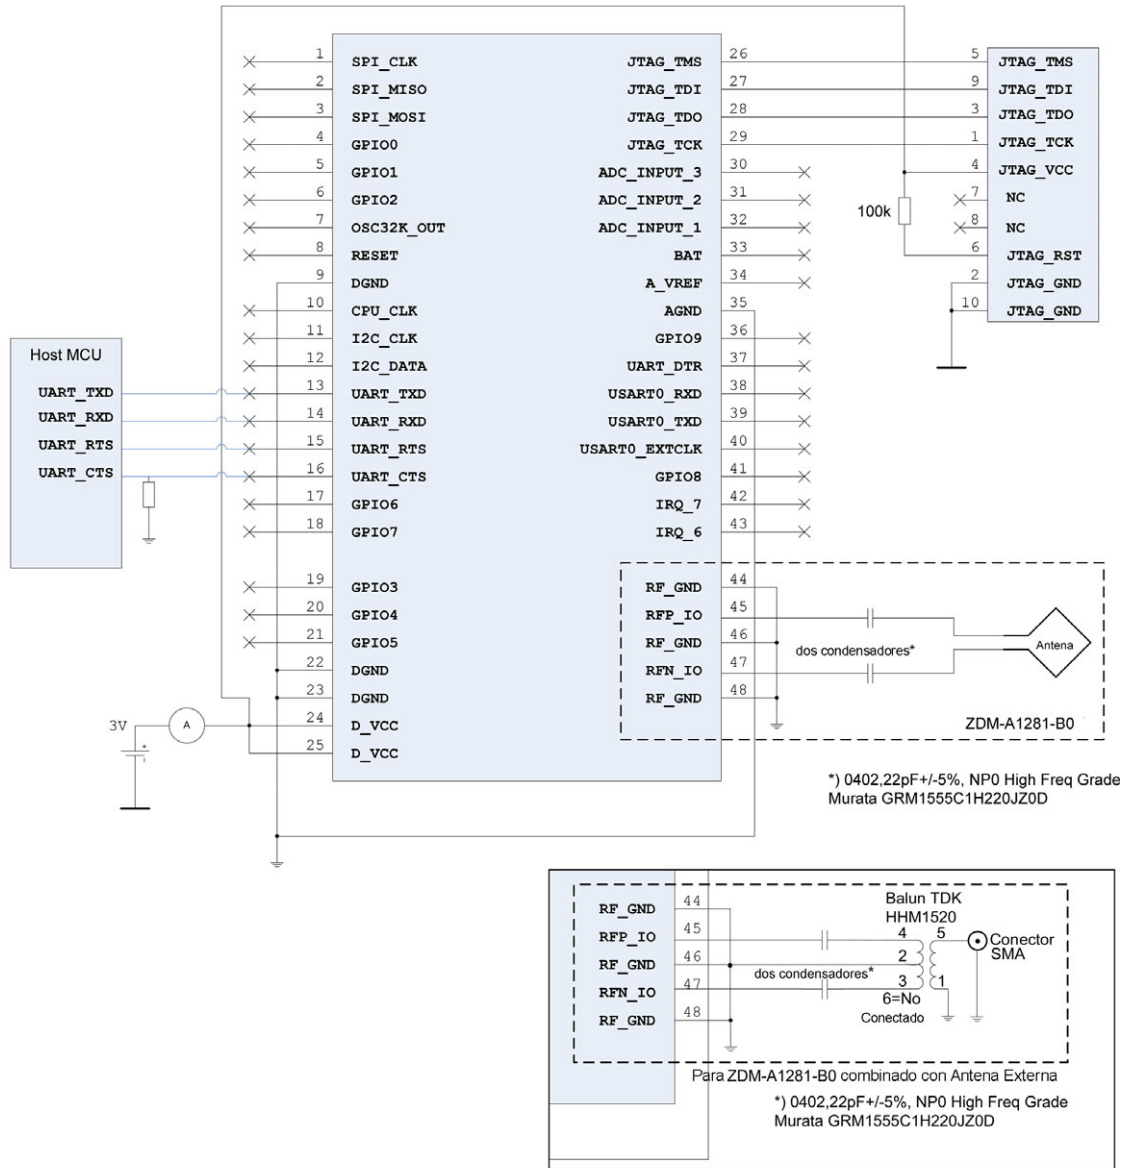 1 SPI_CLK
2 SPI_MISO
3 SPI_MOSI
4 GPIO0
5 GPIO1
6 GPIO2
7 OSC32K_OUT
8 RESET
9 DGND
10 CPU_CLK
11 I2C_CLK
12 I2C_DATA
13 UART_TXD
14 UART_RXD
15 UART_RTS
16 UART_CTS
17 GPIO6
18 GPIO7
19 GPIO3
20 GPIO4
21 GPIO5
22 DGND
23 DGND
24 D_VCC
25 D_VCC
JTAG_TMS 26
JTAG_TDI 27
JTAG_TDO 28
JTAG_TCK 29
ADC_INPUT_3 30
ADC_INPUT_2 31
ADC_INPUT_1 32
BAT 33
A_VREF 34
AGND 35
GPIO9 36
UART_DTR 37
USART0_RXD 38
USART0_TXD 39
USART0_EXTCLK 40
GPIO8 41
IRQ_7 42
IRQ_6 43
RF_GND 44
RFP_IO 45
RF_GND 46
RFN_IO 47
RF_GND 48
5 JTAG_TMS
9 JTAG_TDI
3 JTAG_TDO
1 JTAG_TCK
4 JTAG_VCC
7 NC
8 NC
6 JTAG_RST
2 JTAG_GND
10 JTAG_GND
100k
Host MCU
UART_TXD
UART_RXD
UART_RTS
UART_CTS
3V
A
+
-
dos condensadores*
Antena
ZDM-A1281-B0
*) 0402,22pF+/-5%, NP0 High Freq Grade
Murata GRM1555C1H220JZ0D
RF_GND 44
RFP_IO 45
RF_GND 46
RFN_IO 47
RF_GND 48
dos condensadores*
Balun TDK
HHM1520
4 5
2
3 1
6=No
Conectado
Conector
SMA
Para ZDM-A1281-B0 combinado con Antena Externa
*) 0402,22pF+/-5%, NP0 High Freq Grade
Murata GRM1555C1H220JZ0D